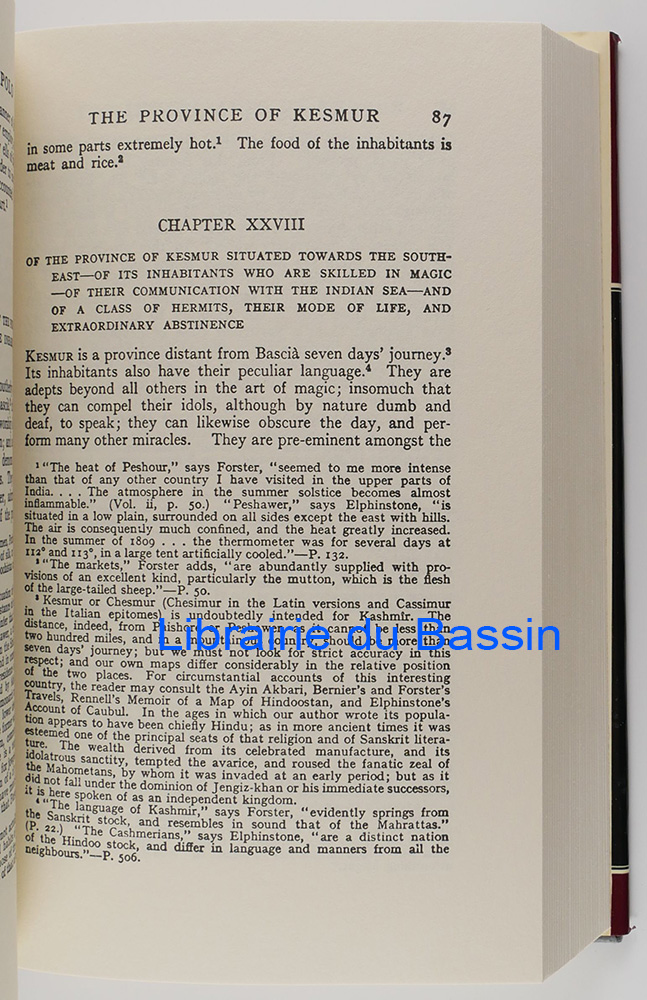 THE PROVINCE OF KESMUR 87
in some parts extremely hot.¹ The food of the inhabitants is
meat and rice.²
CHAPTER XXVIII
OF THE PROVINCE OF KESMUR SITUATED TOWARDS THE SOUTH-
EAST—OF ITS INHABITANTS WHO ARE SKILLED IN MAGIC
—OF THEIR COMMUNICATION WITH THE INDIAN SEA—AND
OF A CLASS OF HERMITS, THEIR MODE OF LIFE, AND
EXTRAORDINARY ABSTINENCE
KESMUR is a province distant from Bascià seven days' journey.³
Its inhabitants also have their peculiar language.⁴ They are
adepts beyond all others in the art of magic; insomuch that
they can compel their idols, although by nature dumb and
deaf, to speak; they can likewise obscure the day, and per-
form many other miracles. They are pre-eminent amongst the
¹ "The heat of Peshour," says Forster, "seemed to me more intense
than that of any other country I have visited in the upper parts of
India. . . . The atmosphere in the summer solstice becomes almost
inflammable." (Vol. ii, p. 50.) "Peshawer," says Elphinstone, "is
situated in a low plain, surrounded on all sides except the east with hills.
The air is consequently much confined, and the heat greatly increased.
In the summer of 1809 . . . the thermometer was for several days at
112° and 113°, in a large tent artificially cooled."—P. 132.
² "The markets," Forster adds, "are abundantly supplied with pro-
visions of an excellent kind, particularly the mutton, which is the flesh
of the large-tailed sheep."—P. 50.
³ Kesmur or Chesmur (Chesimur in the Latin versions and Cassimur
in the Italian epitomes) is undoubtedly intended for Kashmîr. The
distance, indeed, from Paishor or Peshawer, as it cannot be less than
two hundred miles, and in a mountainous country, should be more than
seven days' journey; but we must not look for strict accuracy in this
respect; and our own maps differ considerably in the relative position
of the two places. For circumstantial accounts of this interesting
country, the reader may consult the Ayin Akbari, Bernier's and Forster's
Travels, Rennell's Memoir of a Map of Hindoostan, and Elphinstone's
Account of Caubul. In the ages in which our author wrote its popula-
tion appears to have been chiefly Hindu; as in more ancient times it was
esteemed one of the principal seats of that religion and of Sanskrit litera-
ture. The wealth derived from its celebrated manufacture, and its
idolatrous sanctity, tempted the avarice, and roused the fanatic zeal of
the Mahometans, by whom it was invaded at an early period; but as it
did not fall under the dominion of Jengiz-khan or his immediate successors,
it is here spoken of as an independent kingdom.
⁴ "The language of Kashmir," says Forster, "evidently springs from
the Sanskrit stock, and resembles in sound that of the Mahrattas."
(P. 22.) "The Cashmerians," says Elphinstone, "are a distinct nation
of the Hindoo stock, and differ in language and manners from all the
neighbours."—P. 506.
Librairie du Bassin